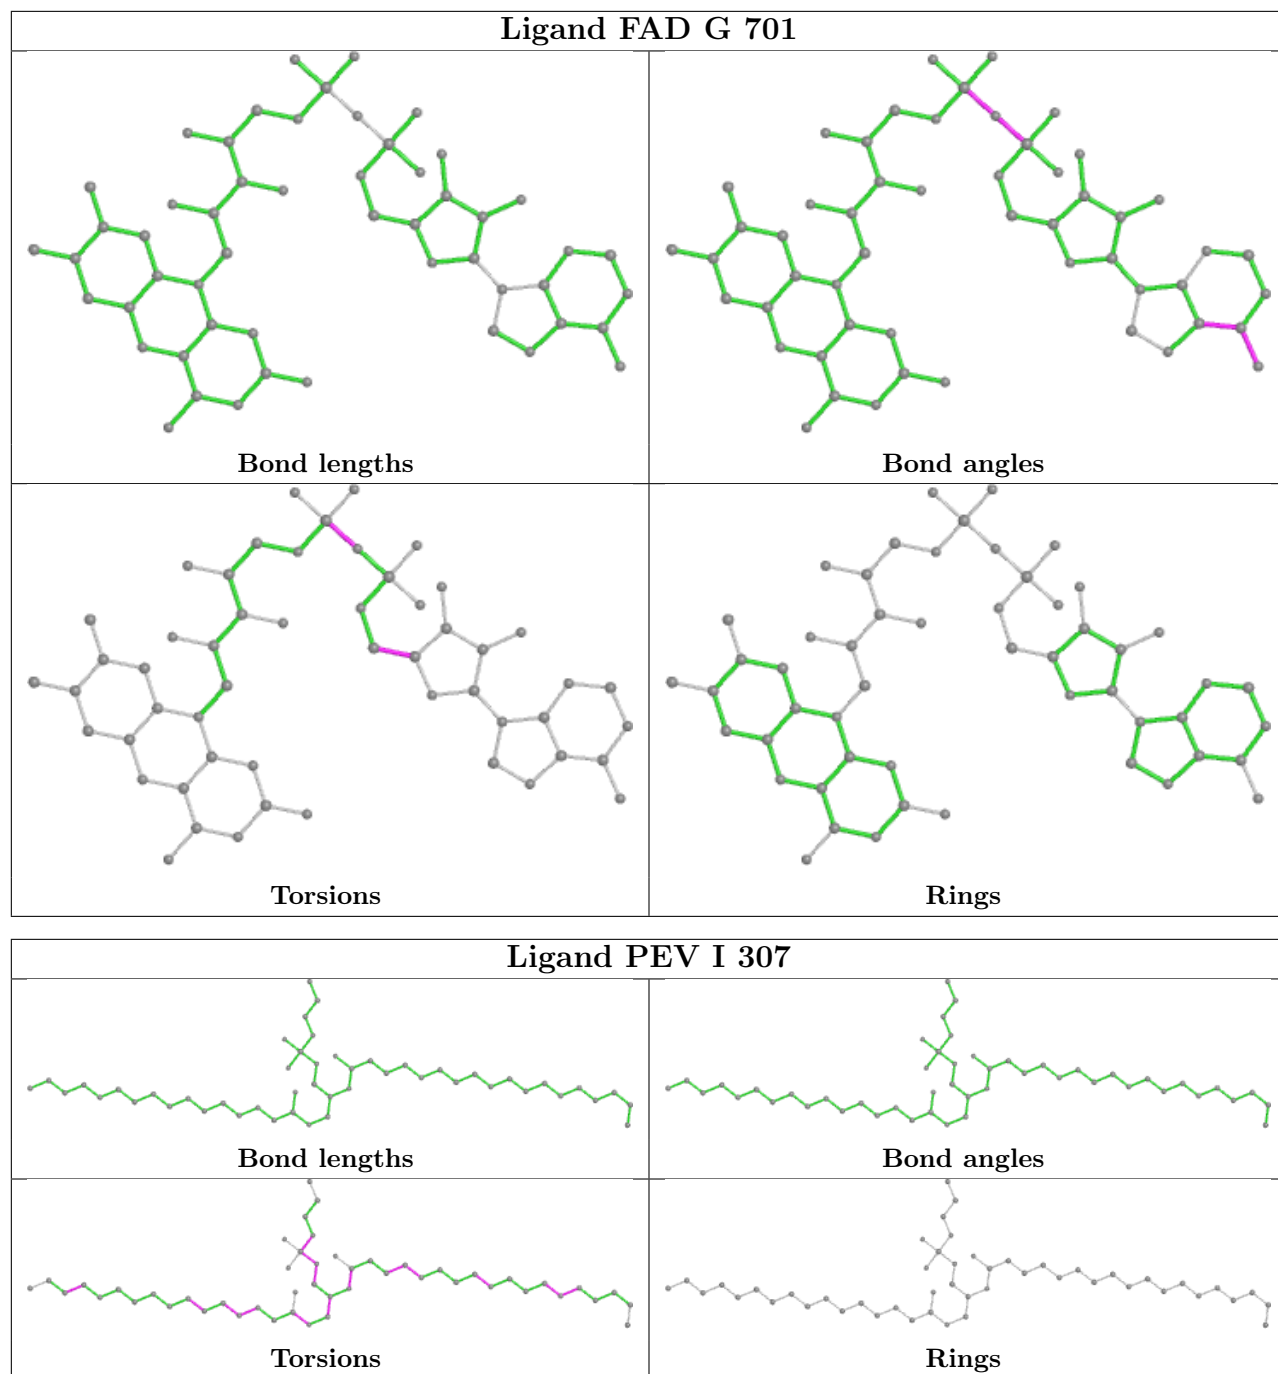 Ligand FAD G 701
Bond lengths
Bond angles
Torsions
Rings
Ligand PEV I 307
Bond lengths
Bond angles
Torsions
Rings